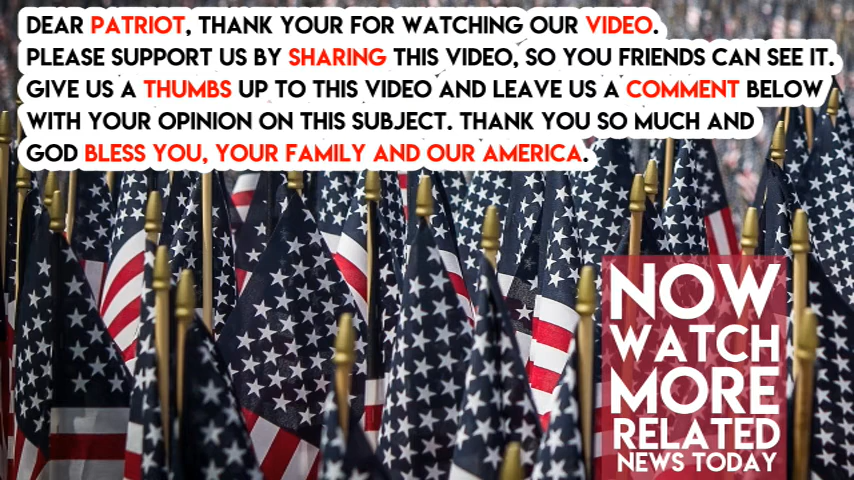 DEAR PATRIOT, THANK YOUR FOR WATCHING OUR VIDEO.
PLEASE SUPPORT US BY SHARING THIS VIDEO, SO YOU FRIENDS CAN SEE IT.
GIVE US A THUMBS UP TO THIS VIDEO AND LEAVE US A COMMENT BELOW
WITH YOUR OPINION ON THIS SUBJECT. THANK YOU SO MUCH AND
GOD BLESS YOU, YOUR FAMILY AND OUR AMERICA.
NOW
WATCH
MORE
RELATED
NEWS TODAY